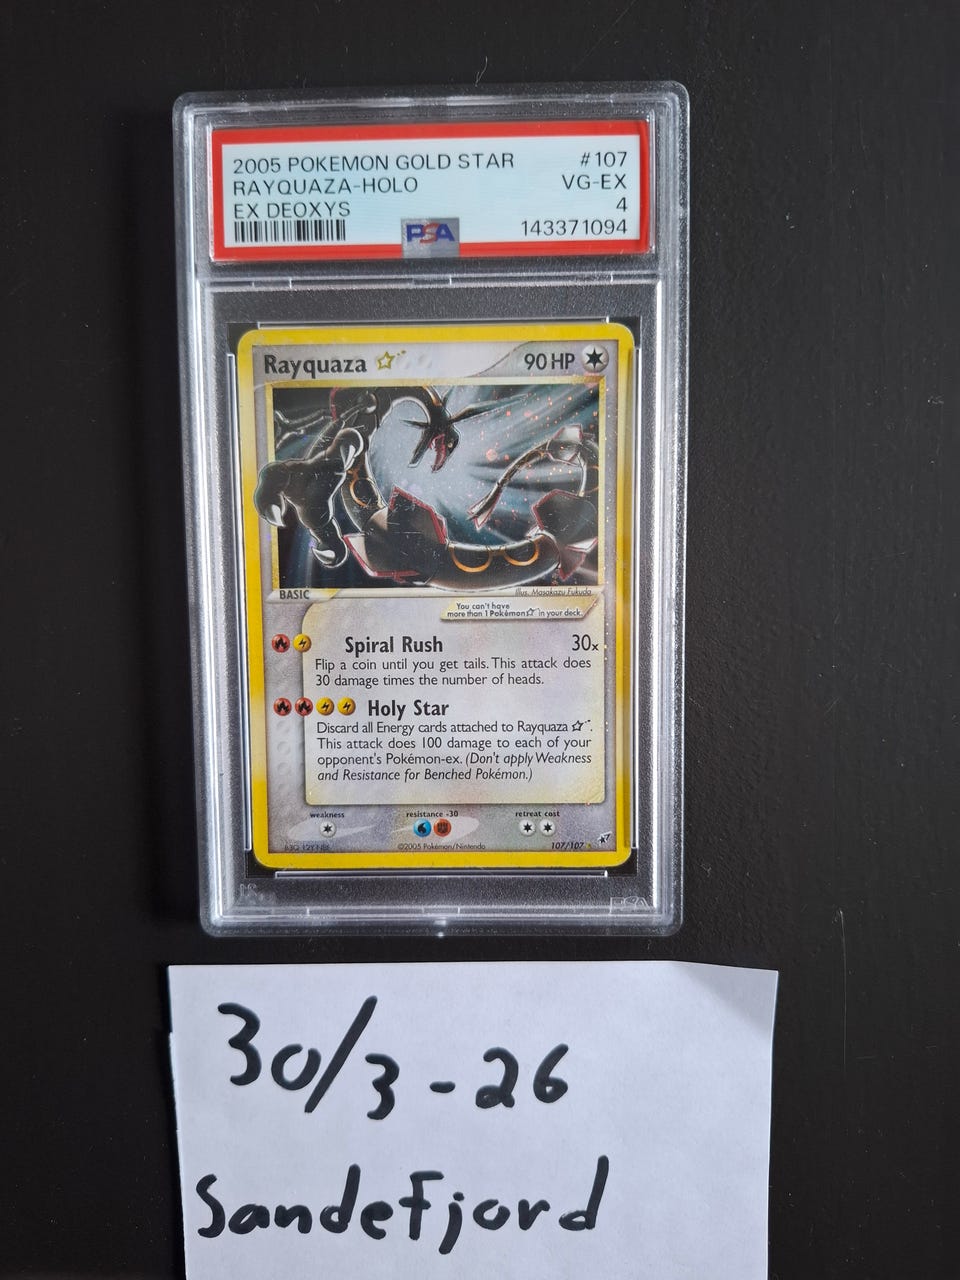 2005 POKEMON GOLD STAR #107
RAYQUAZA-HOLO VG-EX
EX DEOXYS 4
PSA 143371094
Rayquaza ☆ 90 HP
BASIC
Illus. Masakazu Fukuda
You can't have
more than 1 Pokémon ☆ in your deck.
Spiral Rush 30x
Flip a coin until you get tails. This attack does
30 damage times the number of heads.
Holy Star
Discard all Energy cards attached to Rayquaza ☆.
This attack does 100 damage to each of your
opponent's Pokémon-ex. (Don't apply Weakness
and Resistance for Benched Pokémon.)
weakness resistance -30 retreat cost
©2005 Pokémon/Nintendo 107/107
PSA
30/3-26
Sandefjord